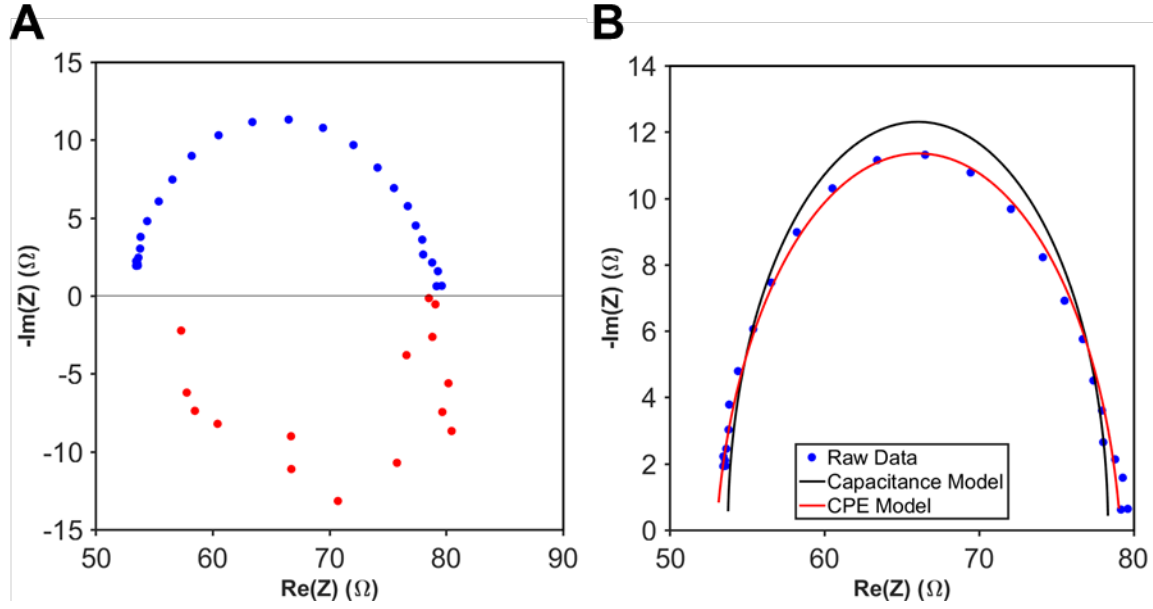 A
B
15
10
5
0
-5
-10
-15
-Im(Z) (Ω)
50
60
70
80
90
Re(Z) (Ω)
14
12
10
8
6
4
2
0
-Im(Z) (Ω)
Raw Data
Capacitance Model
CPE Model
50
60
70
80
Re(Z) (Ω)